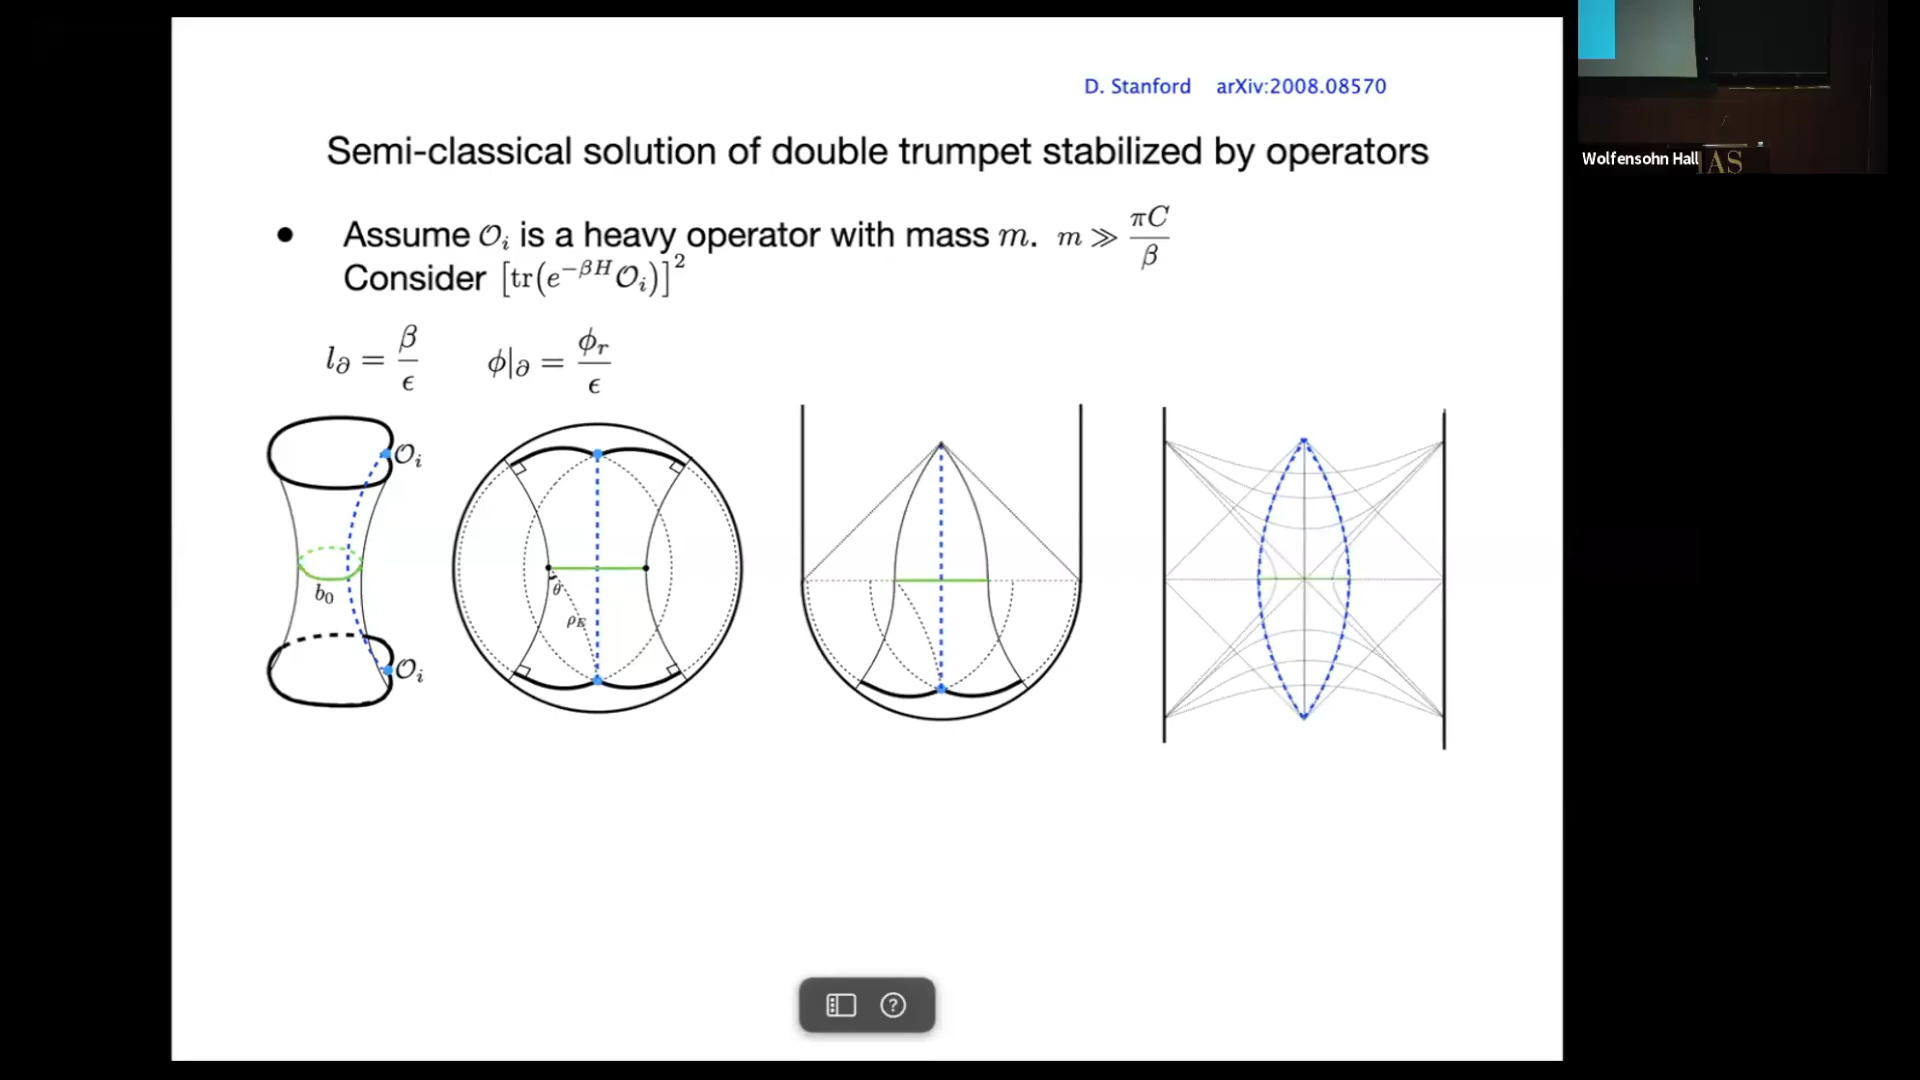 D. Stanford arXiv:2008.08570
Semi-classical solution of double trumpet stabilized by operators
• Assume 𝒪ᵢ is a heavy operator with mass m. m ≫ πC/β
Consider [tr(e^{−βH}𝒪ᵢ)]²
l_∂ = β/ϵ ϕ|_∂ = ϕ_r/ϵ
𝒪ᵢ
b₀
𝒪ᵢ
θ
ρ_E
Wolfensohn Hall
IAS
?